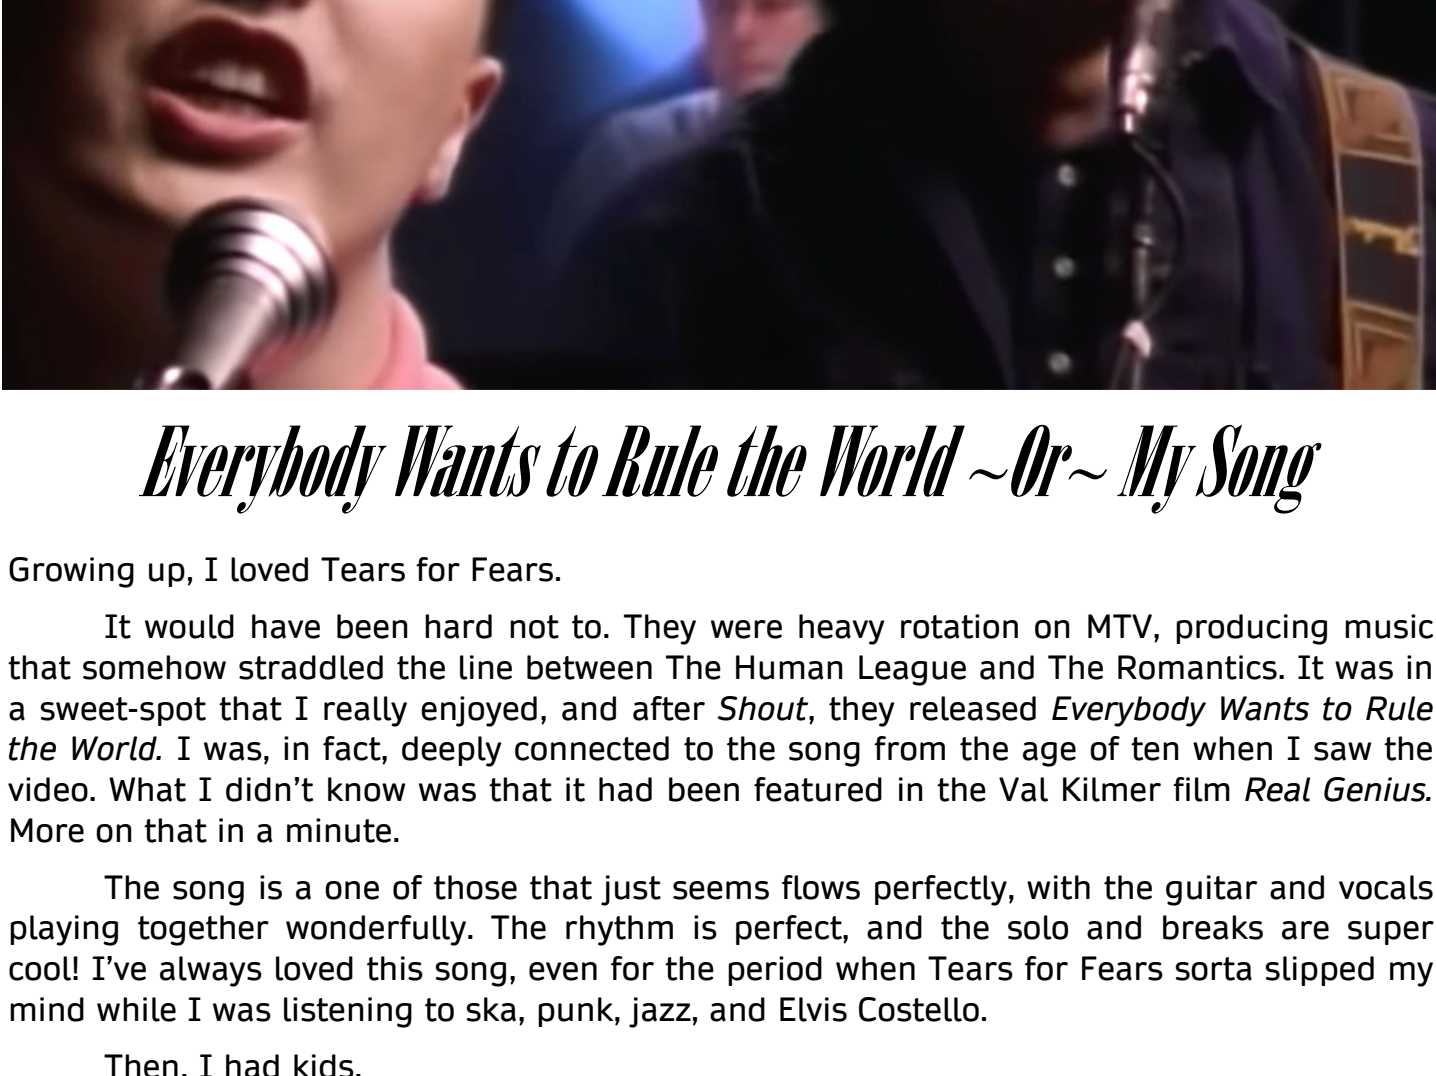 Everybody Wants to Rule the World ~Or~ My Song
Growing up, I loved Tears for Fears.
It would have been hard not to. They were heavy rotation on MTV, producing music
that somehow straddled the line between The Human League and The Romantics. It was in
a sweet-spot that I really enjoyed, and after Shout, they released Everybody Wants to Rule
the World. I was, in fact, deeply connected to the song from the age of ten when I saw the
video. What I didn’t know was that it had been featured in the Val Kilmer film Real Genius.
More on that in a minute.
The song is a one of those that just seems flows perfectly, with the guitar and vocals
playing together wonderfully. The rhythm is perfect, and the solo and breaks are super
cool! I’ve always loved this song, even for the period when Tears for Fears sorta slipped my
mind while I was listening to ska, punk, jazz, and Elvis Costello.
Then, I had kids.